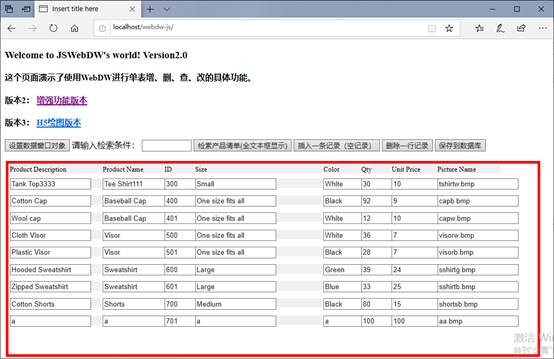 Insert title here
localhost/webdw-js/
Welcome to JSWebDW's world! Version2.0
这个页面演示了使用WebDW进行单表增、删、查、改的具体功能。
版本2： 增强功能版本
版本3： H5绘图版本
设置数据窗口对象 请输入检索条件： 检索产品清单(全文本框显示) 插入一条记录（空记录） 删除一行记录 保存到数据库
Product Description Product Name ID Size Color Qty Unit Price Picture Name
Tank Top3333 Tee Shirt111 300 Small White 30 10 tshirtw.bmp
Cotton Cap Baseball Cap 400 One size fits all Black 92 9 capb.bmp
Wool cap Baseball Cap 401 One size fits all White 12 10 capw.bmp
Cloth Visor Visor 500 One size fits all White 36 7 visorw.bmp
Plastic Visor Visor 501 One size fits all Black 28 7 visorb.bmp
Hooded Sweatshirt Sweatshirt 600 Large Green 39 24 sshirtg.bmp
Zipped Sweatshirt Sweatshirt 601 Large Blue 33 25 sshirtb.bmp
Cotton Shorts Shorts 700 Medium Black 80 15 shortsb.bmp
a a 701 a a 100 100 aa.bmp
激活 Wi